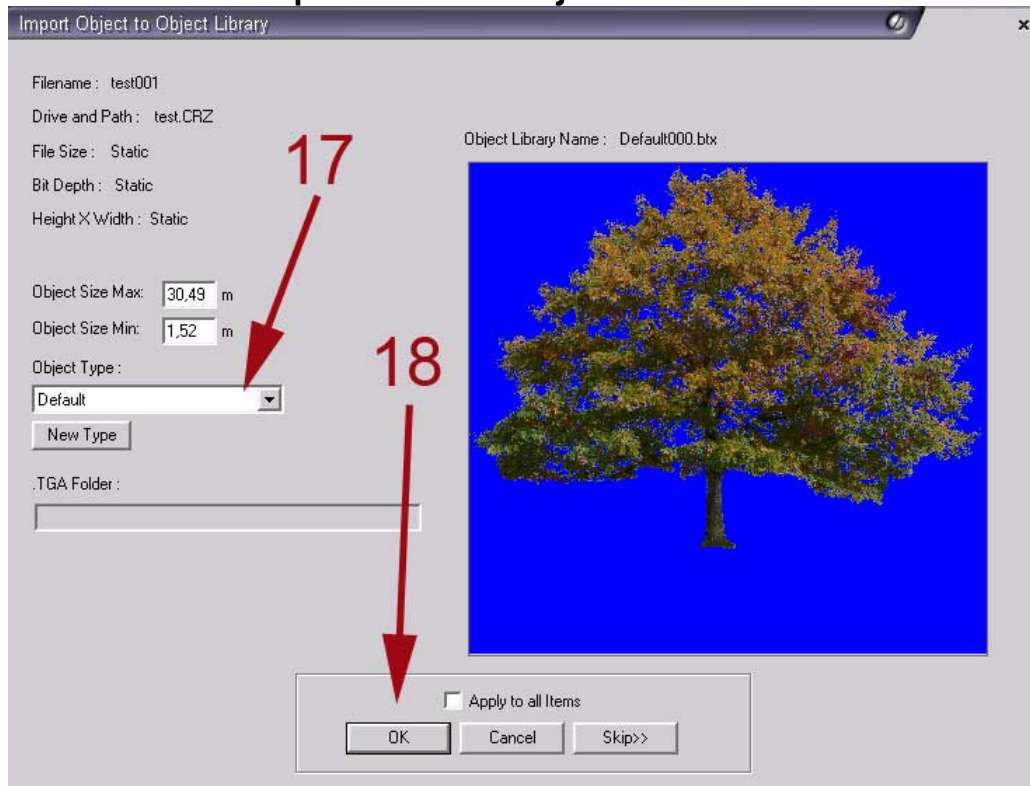 Import Object to Object Library
Filename : test001
Drive and Path : test.CRZ
File Size : Static
Bit Depth : Static
Height X Width : Static
Object Size Max: 30,49 m
Object Size Min: 1,52 m
Object Type :
Default
New Type
.TGA Folder :
17
18
Object Library Name : Default000.btx
Apply to all Items
OK Cancel Skip>>